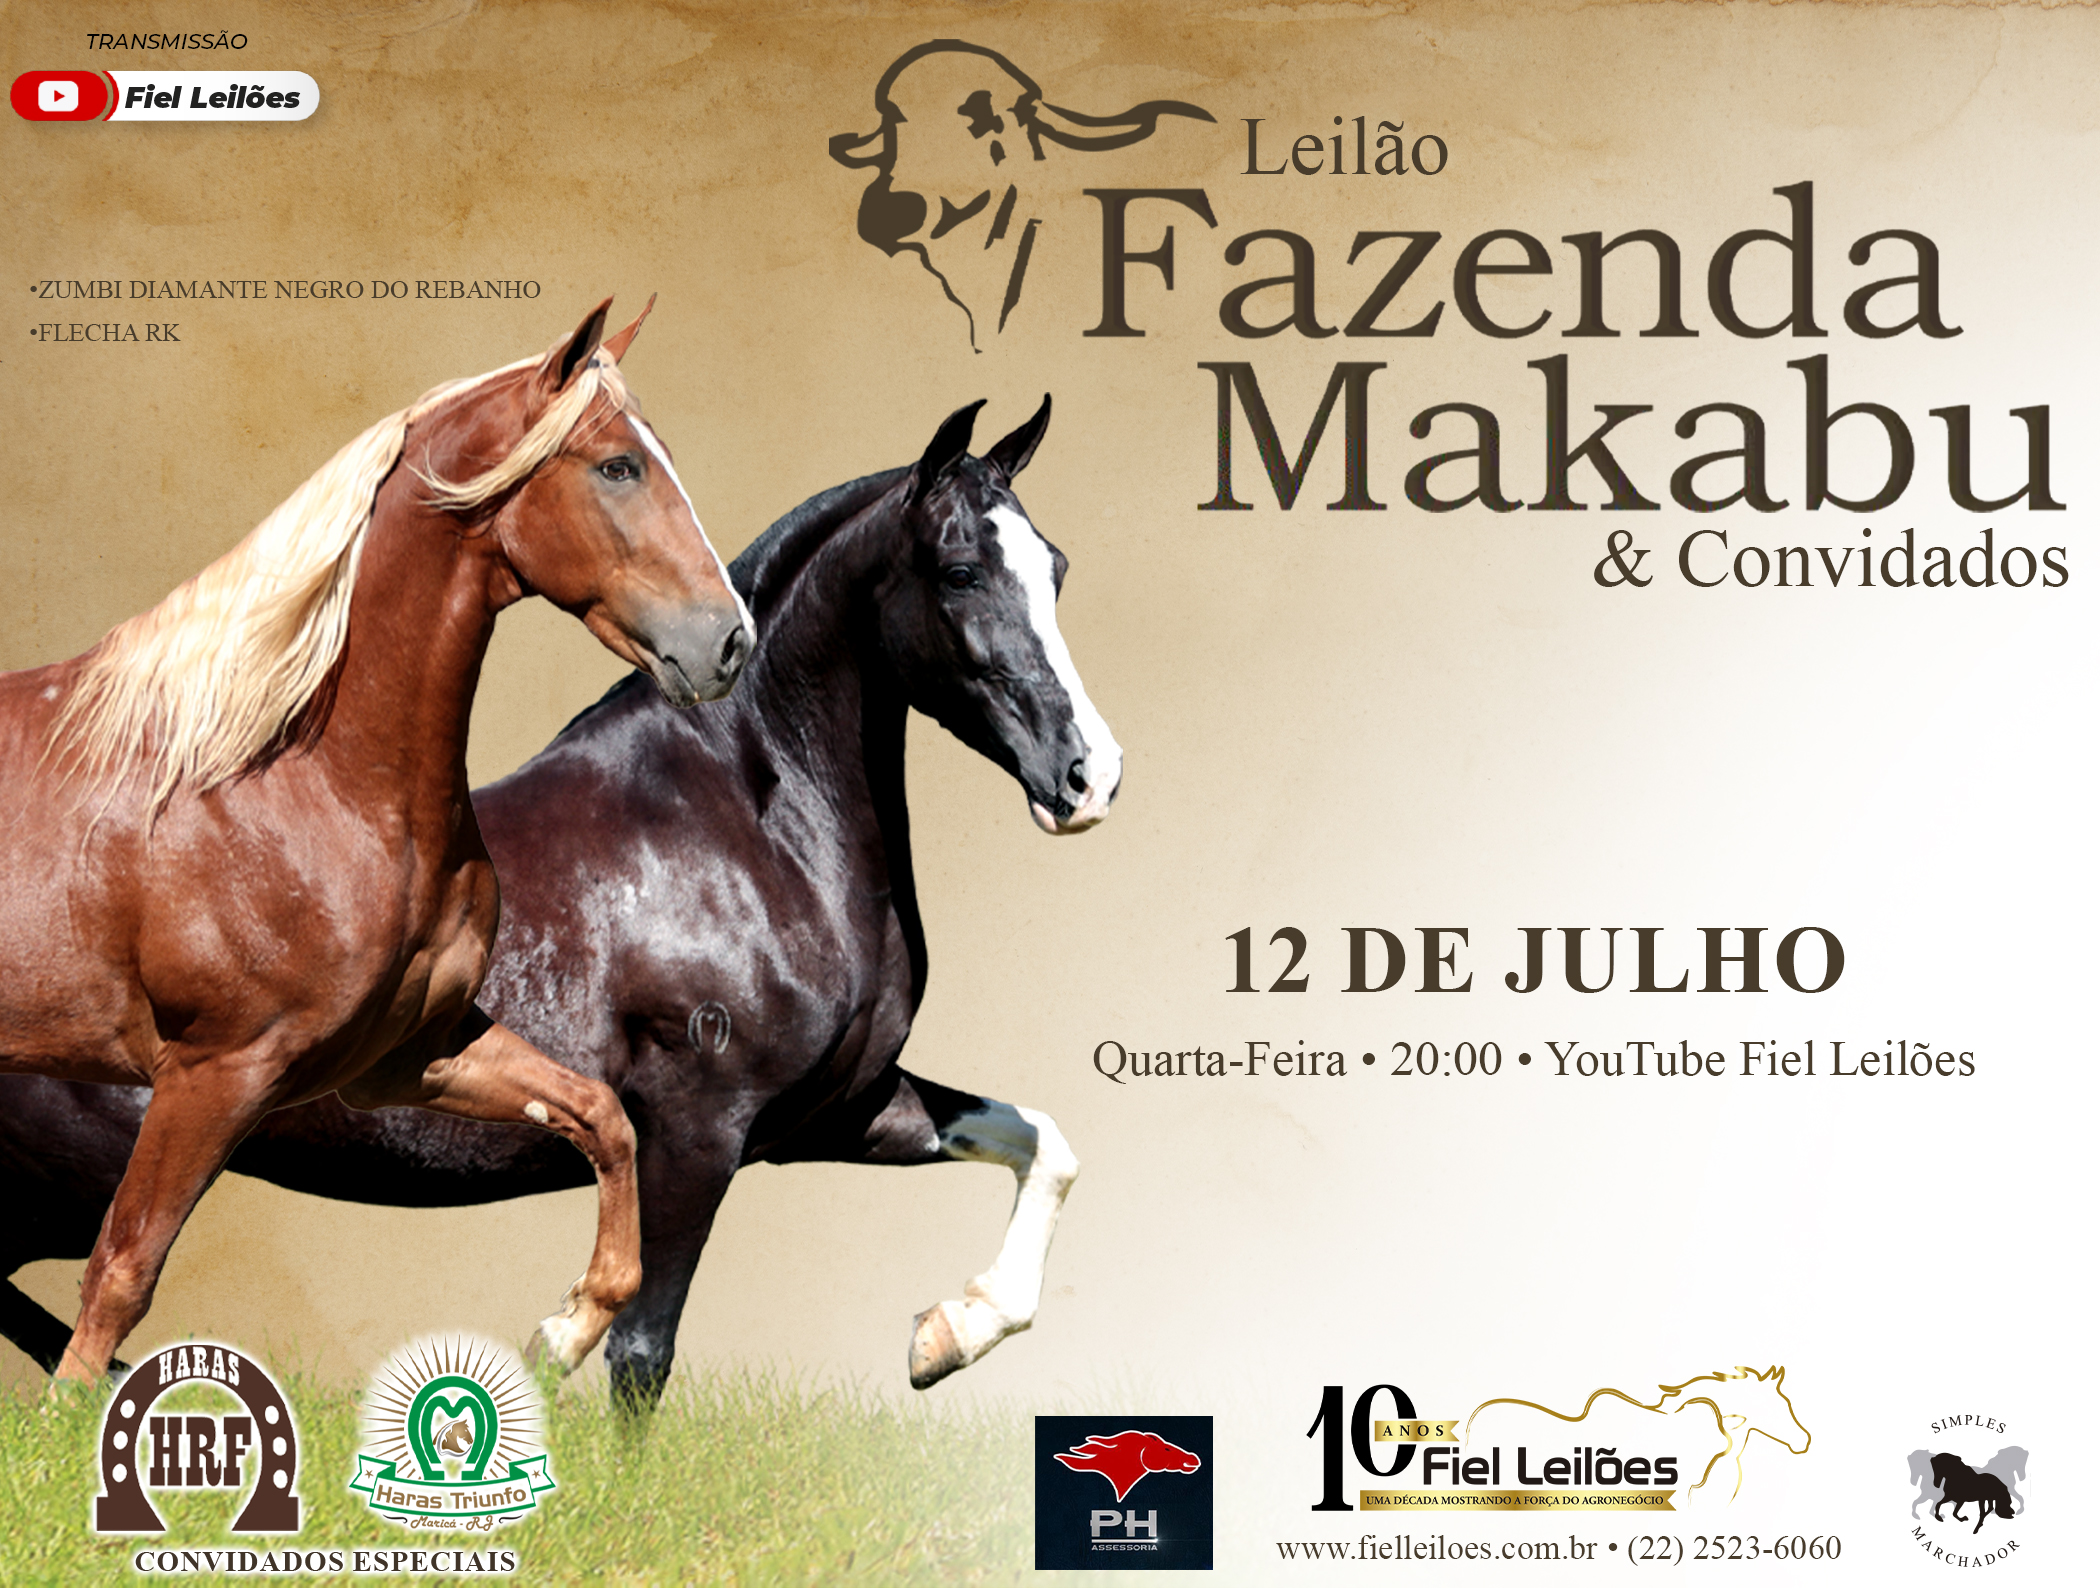 TRANSMISSÃO
Fiel Leilões
Leilão
Fazenda
Makabu
& Convidados
•ZUMBI DIAMANTE NEGRO DO REBANHO
•FLECHA RK
12 DE JULHO
Quarta-Feira • 20:00 • YouTube Fiel Leilões
HARAS
HRF
Haras Triunfo
Maricá - RJ
CONVIDADOS ESPECIAIS
PH
ASSESSORIA
10
ANOS
Fiel Leilões
UMA DÉCADA MOSTRANDO A FORÇA DO AGRONEGÓCIO
www.fielleiloes.com.br • (22) 2523-6060
SIMPLES
MARCHADOR